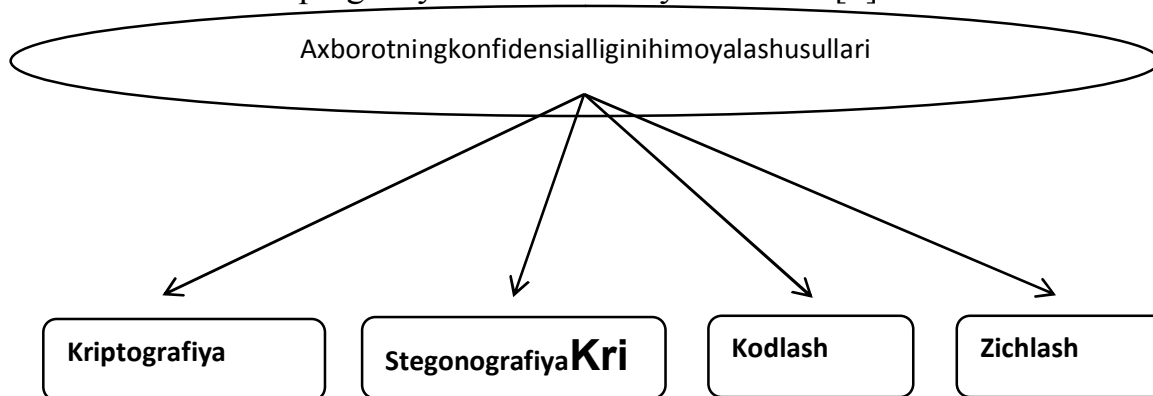 Axborotningkonfidensialliginihimoyalashusullari
Kriptografiya
StegonografiyaKri
Kodlash
Zichlash